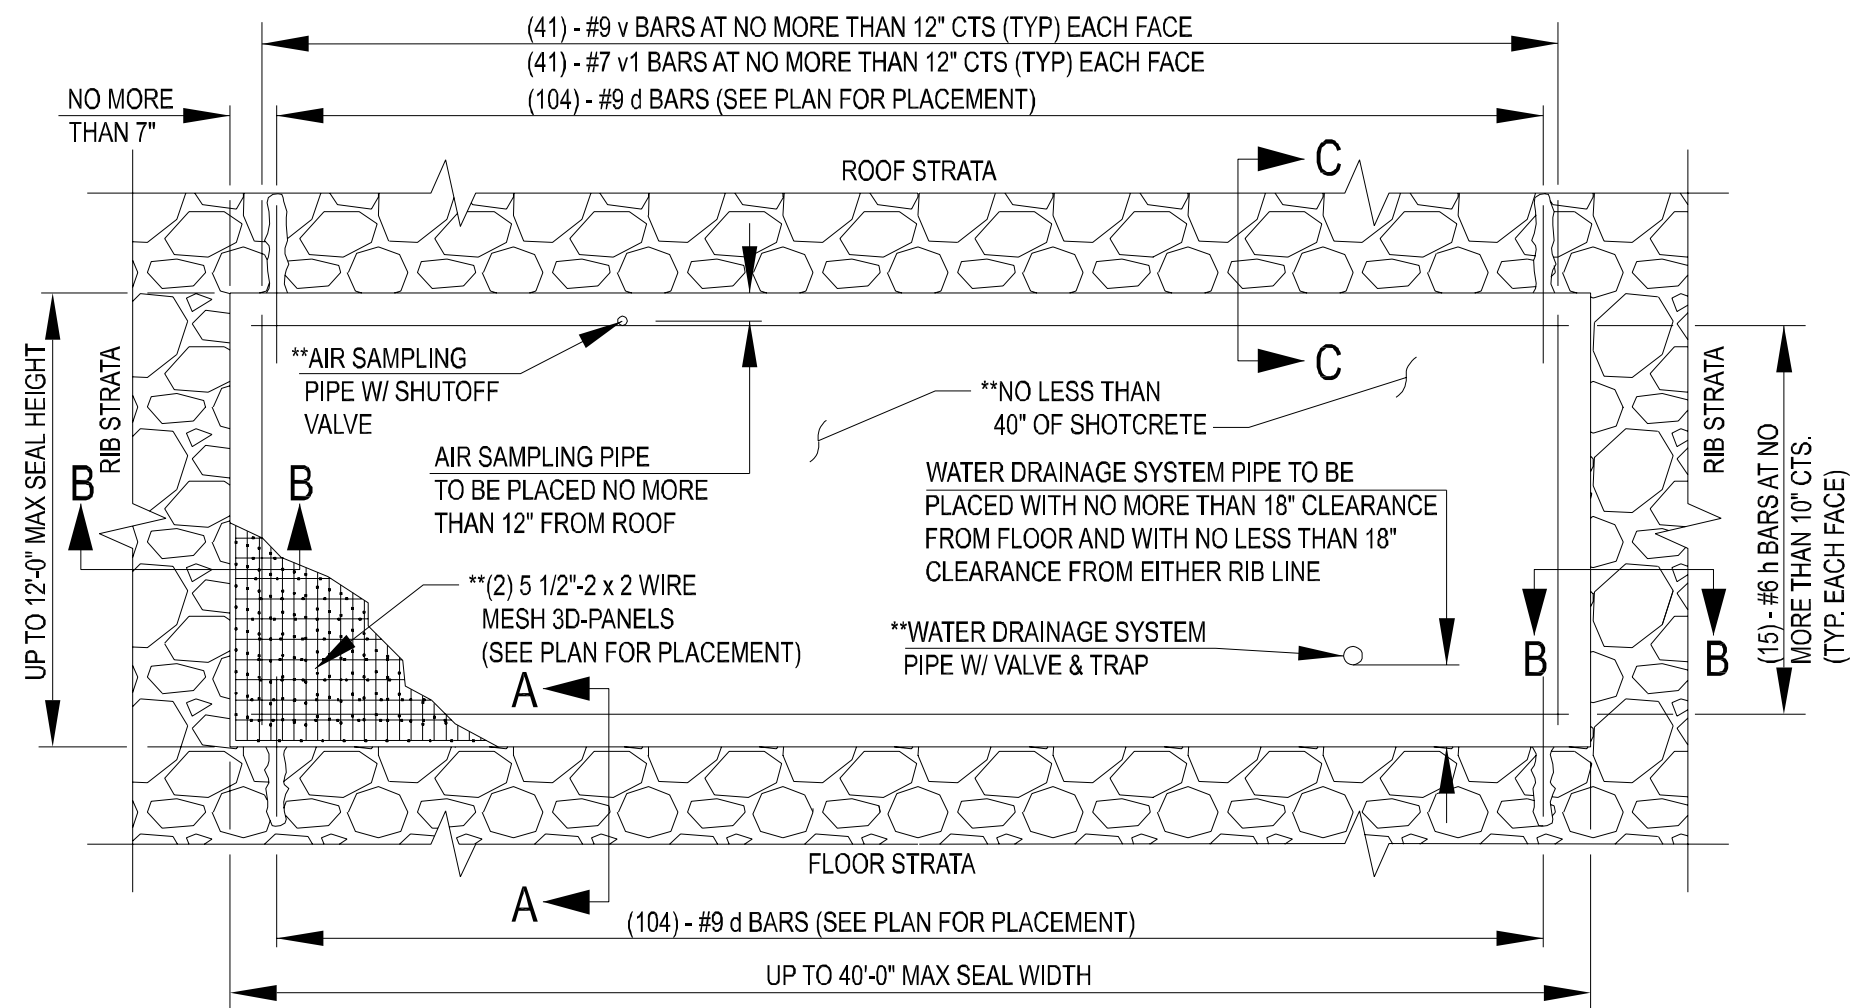 (41) - #9 v BARS AT NO MORE THAN 12" CTS (TYP) EACH FACE
(41) - #7 v1 BARS AT NO MORE THAN 12" CTS (TYP) EACH FACE
(104) - #9 d BARS (SEE PLAN FOR PLACEMENT)
NO MORE
THAN 7"
ROOF STRATA
C
C
UP TO 12'-0" MAX SEAL HEIGHT
RIB STRATA
**AIR SAMPLING
PIPE W/ SHUTOFF
VALVE
**NO LESS THAN
40" OF SHOTCRETE
RIB STRATA
(15) - #6 h BARS AT NO
MORE THAN 10" CTS.
(TYP. EACH FACE)
AIR SAMPLING PIPE
TO BE PLACED NO MORE
THAN 12" FROM ROOF
WATER DRAINAGE SYSTEM PIPE TO BE
PLACED WITH NO MORE THAN 18" CLEARANCE
FROM FLOOR AND WITH NO LESS THAN 18"
CLEARANCE FROM EITHER RIB LINE
B
B
**(2) 5 1/2"-2 x 2 WIRE
MESH 3D-PANELS
(SEE PLAN FOR PLACEMENT)
**WATER DRAINAGE SYSTEM
PIPE W/ VALVE & TRAP
B
B
A
A
FLOOR STRATA
(104) - #9 d BARS (SEE PLAN FOR PLACEMENT)
UP TO 40'-0" MAX SEAL WIDTH